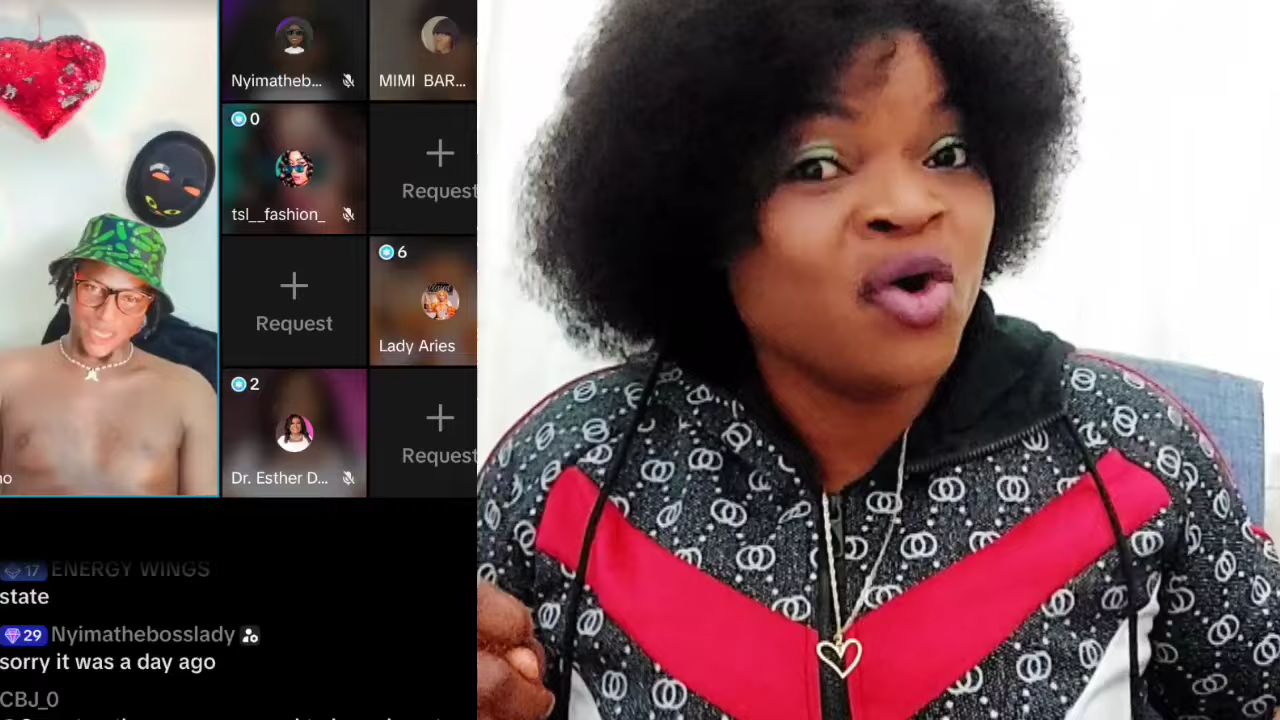 Nyimatheb...
MIMI BAR...
0
tsl__fashion_
Request
Request
6
Lady Aries
2
Dr. Esther D...
Request
no
17 ENERGY WINGS
state
29 Nyimathebosslady
sorry it was a day ago
CBJ_0